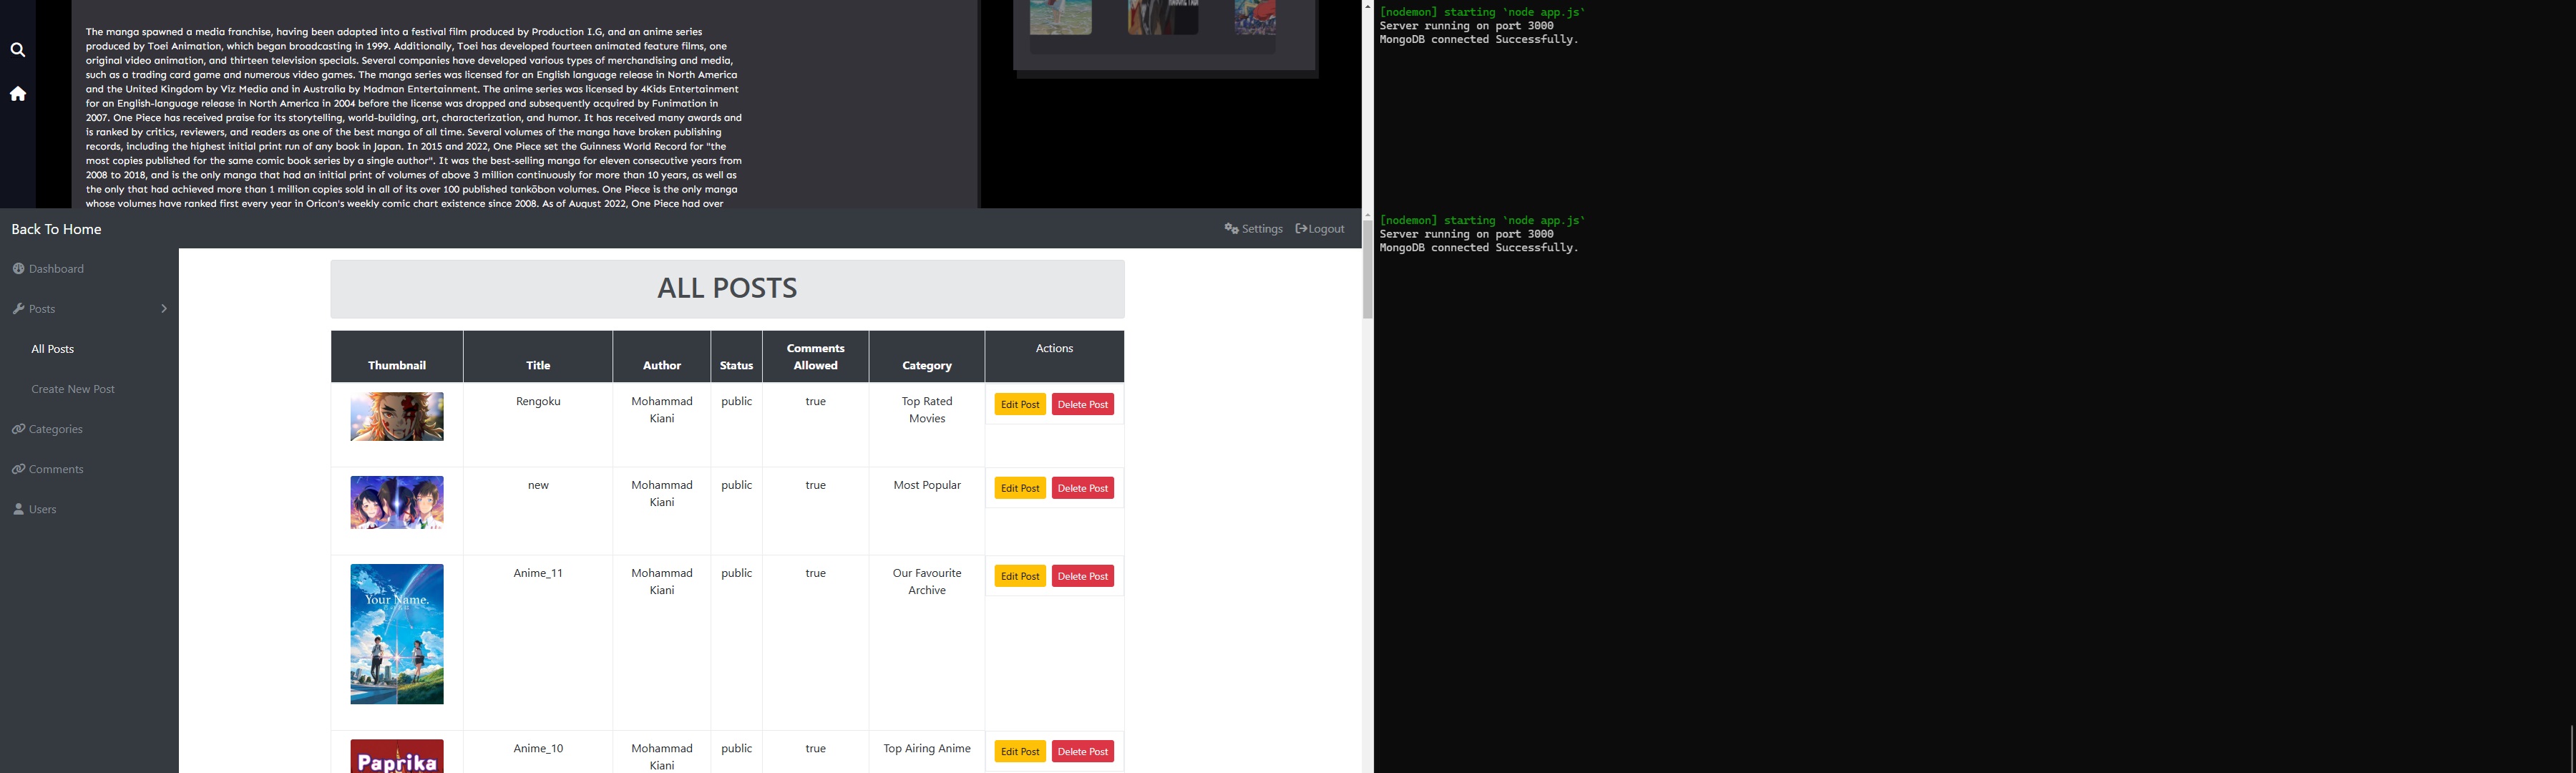 The manga spawned a media franchise, having been adapted into a festival film produced by Production I.G, and an anime series
produced by Toei Animation, which began broadcasting in 1999. Additionally, Toei has developed fourteen animated feature films, one
original video animation, and thirteen television specials. Several companies have developed various types of merchandising and media,
such as a trading card game and numerous video games. The manga series was licensed for an English language release in North America
and the United Kingdom by Viz Media and in Australia by Madman Entertainment. The anime series was licensed by 4Kids Entertainment
for an English-language release in North America in 2004 before the license was dropped and subsequently acquired by Funimation in
2007. One Piece has received praise for its storytelling, world-building, art, characterization, and humor. It has received many awards and
is ranked by critics, reviewers, and readers as one of the best manga of all time. Several volumes of the manga have broken publishing
records, including the highest initial print run of any book in Japan. In 2015 and 2022, One Piece set the Guinness World Record for "the
most copies published for the same comic book series by a single author". It was the best-selling manga for eleven consecutive years from
2008 to 2018, and is the only manga that had an initial print of volumes of above 3 million continuously for more than 10 years, as well as
the only that had achieved more than 1 million copies sold in all of its over 100 published tankōbon volumes. One Piece is the only manga
whose volumes have ranked first every year in Oricon's weekly comic chart existence since 2008. As of August 2022, One Piece had over
[nodemon] starting `node app.js`
Server running on port 3000
MongoDB connected Successfully.
Back To Home
Settings
Logout
[nodemon] starting `node app.js`
Server running on port 3000
MongoDB connected Successfully.
Dashboard
Posts
All Posts
Create New Post
Categories
Comments
Users
ALL POSTS
Thumbnail Title Author Status Comments Allowed Category Actions
Rengoku Mohammad Kiani public true Top Rated Movies Edit Post Delete Post
new Mohammad Kiani public true Most Popular Edit Post Delete Post
Your Name.
Anime_11 Mohammad Kiani public true Our Favourite Archive Edit Post Delete Post
Paprika
Anime_10 Mohammad Kiani public true Top Airing Anime Edit Post Delete Post